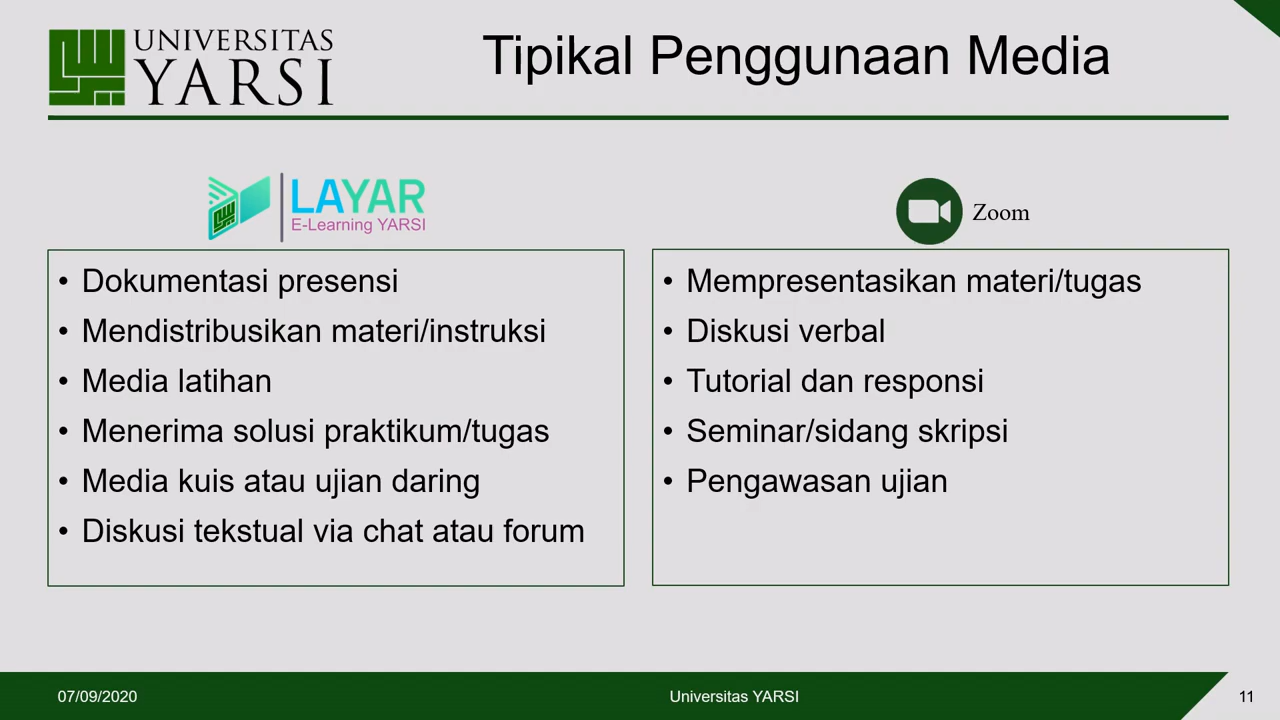 UNIVERSITAS
YARSI
Tipikal Penggunaan Media
LAYAR
E-Learning YARSI
• Dokumentasi presensi
• Mendistribusikan materi/instruksi
• Media latihan
• Menerima solusi praktikum/tugas
• Media kuis atau ujian daring
• Diskusi tekstual via chat atau forum
Zoom
• Mempresentasikan materi/tugas
• Diskusi verbal
• Tutorial dan responsi
• Seminar/sidang skripsi
• Pengawasan ujian
07/09/2020
Universitas YARSI
11